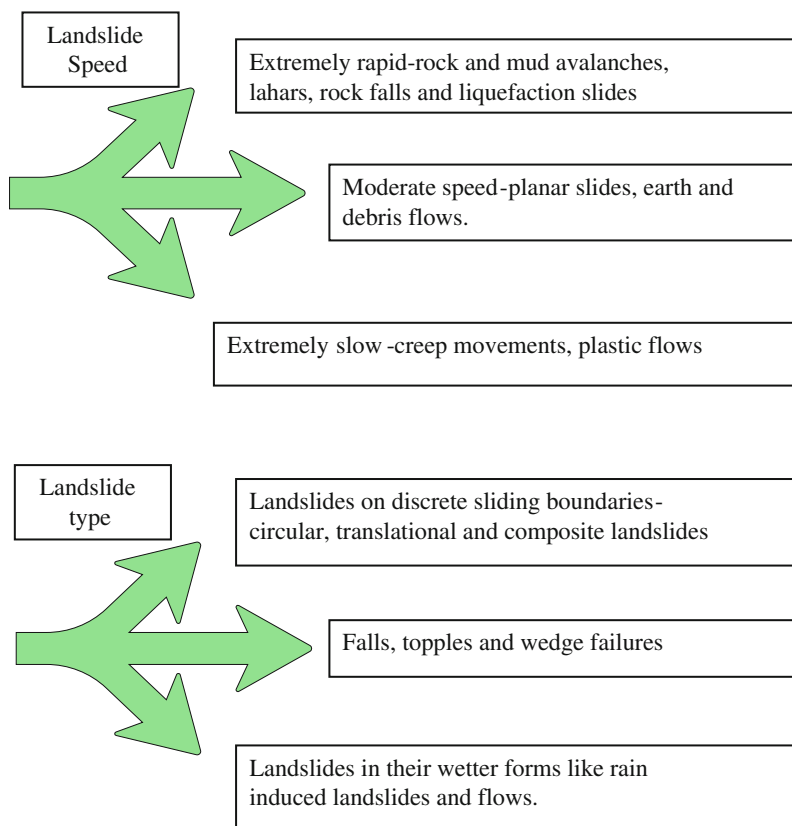 Landslide
Speed
Extremely rapid-rock and mud avalanches,
lahars, rock falls and liquefaction slides
Moderate speed-planar slides, earth and
debris flows.
Extremely slow-creep movements, plastic flows
Landslide
type
Landslides on discrete sliding boundaries-
circular, translational and composite landslides
Falls, topples and wedge failures
Landslides in their wetter forms like rain
induced landslides and flows.